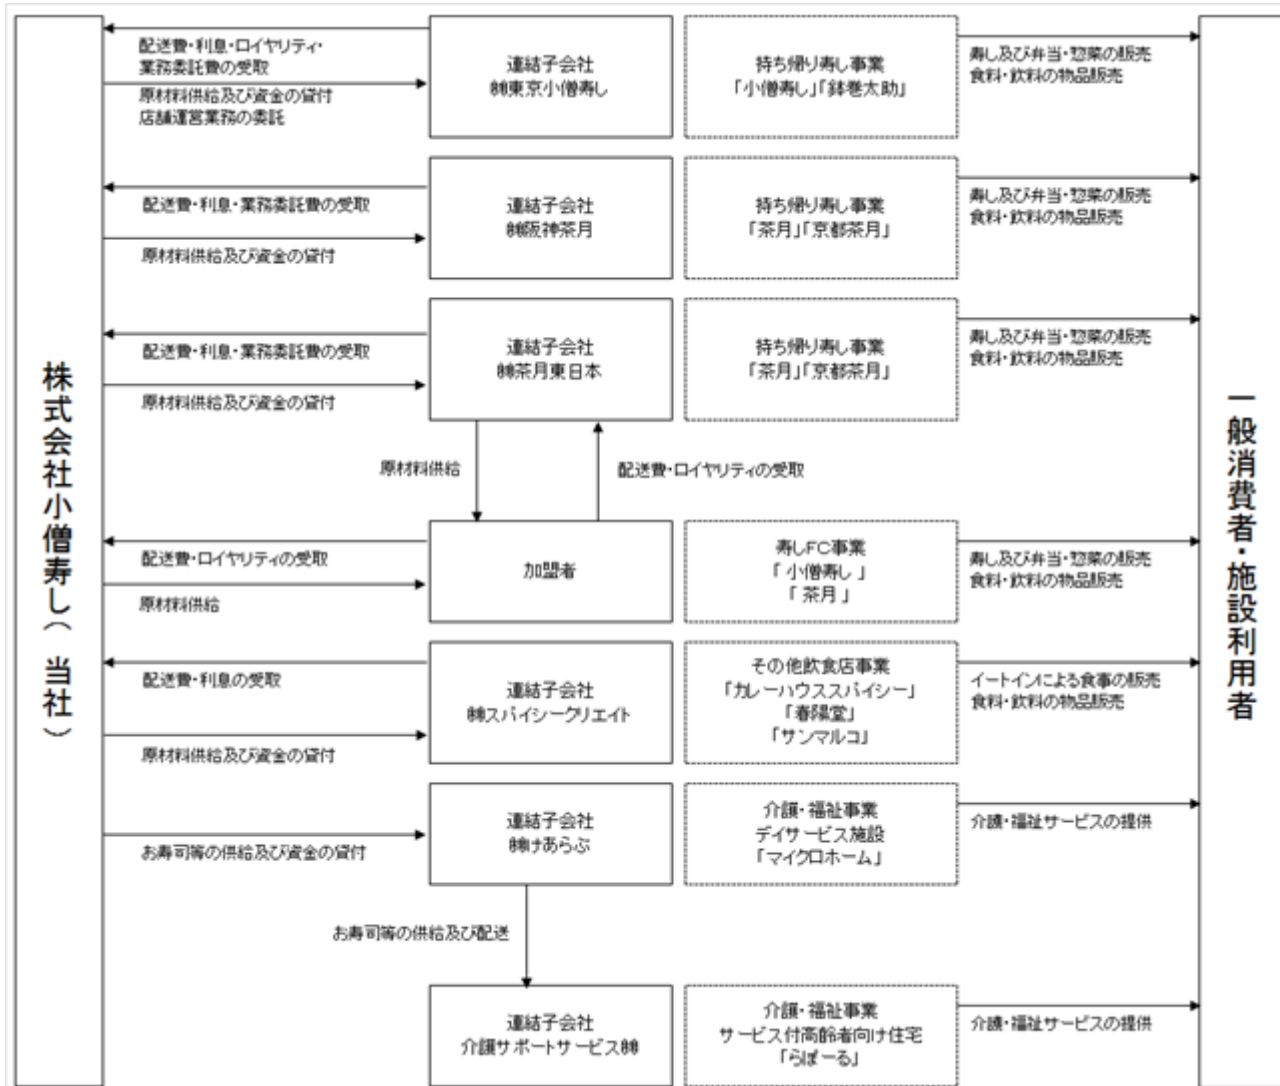 株式会社小僧寿し(当社)
配送費・利息・ロイヤリティ・
業務委託費の受取
原材料供給及び資金の貸付
店舗運営業務の委託
連結子会社
㈱東京小僧寿し
持ち帰り寿し事業
「小僧寿し」「鉢巻太助」
寿し及び弁当・惣菜の販売
食料・飲料の物品販売
配送費・利息・業務委託費の受取
原材料供給及び資金の貸付
連結子会社
㈱阪神茶月
持ち帰り寿し事業
「茶月」「京都茶月」
寿し及び弁当・惣菜の販売
食料・飲料の物品販売
配送費・利息・業務委託費の受取
原材料供給及び資金の貸付
連結子会社
㈱茶月東日本
持ち帰り寿し事業
「茶月」「京都茶月」
寿し及び弁当・惣菜の販売
食料・飲料の物品販売
原材料供給
配送費・ロイヤリティの受取
配送費・ロイヤリティの受取
原材料供給
加盟者
寿しFC事業
「 小僧寿し 」
「 茶月 」
寿し及び弁当・惣菜の販売
食料・飲料の物品販売
配送費・利息の受取
原材料供給及び資金の貸付
連結子会社
㈱スパイシークリエイト
その他飲食店事業
「カレーハウススパイシー」
「春陽堂」
「サンマルコ」
イートインによる食事の販売
食料・飲料の物品販売
お寿司等の供給及び資金の貸付
連結子会社
㈱けあらぶ
介護・福祉事業
デイサービス施設
「マイクロホーム」
介護・福祉サービスの提供
お寿司等の供給及び配送
連結子会社
介護サポートサービス㈱
介護・福祉事業
サービス付高齢者向け住宅
「らぽーる」
介護・福祉サービスの提供
一般消費者・施設利用者